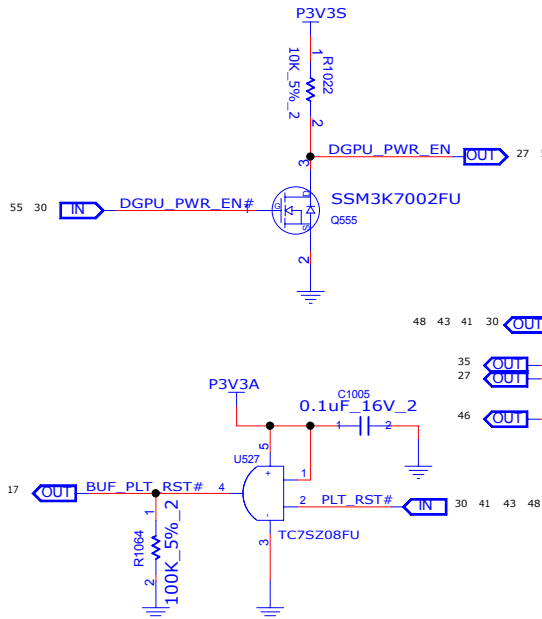 P3V3S
1
R1022
10K_5%_2
2
DGPU_PWR_EN
OUT
27
3
D
SSM3K7002FU
55 30
IN
DGPU_PWR_EN#
G
Q555
S
2
48 43 41 30
OUT
35
OUT
27
OUT
P3V3A
C1005
0.1uF_16V_2
46
OUT
1
2
5
U527
+
1
17
OUT
BUF_PLT_RST#
4
2
PLT_RST#
IN
30 41 43 48
1
-
TC7SZ08FU
R1064
100K_5%_2
3
2